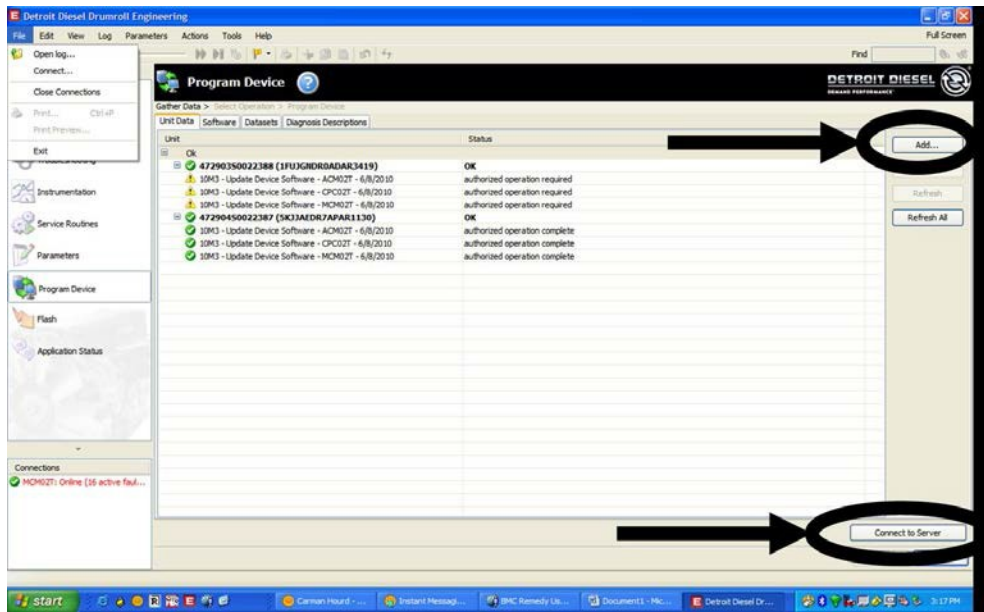 Detroit Diesel Drumroll Engineering
File Edit View Log Parameters Actions Tools Help
Full Screen
Open log...
Connect...
Close Connections
Print... Ctrl+P
Print Preview...
Exit
Find
Program Device
DETROIT DIESEL
DEMAND PERFORMANCE
Gather Data > Select Operation > Program Device
Unit Data Software Datasets Diagnosis Descriptions
Unit Status
Ok
47290350022388 OK
10M3 - Update Device Software - ACM02T - 6/8/2010 authorized operation required
10M3 - Update Device Software - CPC02T - 6/8/2010 authorized operation required
10M3 - Update Device Software - MCM02T - 6/8/2010 authorized operation required
47290450022387 (5KJJAEDR7APAR1130) OK
10M3 - Update Device Software - ACM02T - 6/8/2010 authorized operation complete
10M3 - Update Device Software - CPC02T - 6/8/2010 authorized operation complete
10M3 - Update Device Software - MCM02T - 6/8/2010 authorized operation complete
Add...
Refresh
Refresh All
Instrumentation
Service Routines
Parameters
Program Device
Flash
Application Status
Connections
MCM02T: Online (16 active faul...
Connect to Server
start
Carman Hourd - ...
Instant Messagi...
BMC Remedy Us...
Document1 - Mic...
Detroit Diesel Dr...
3:17 PM